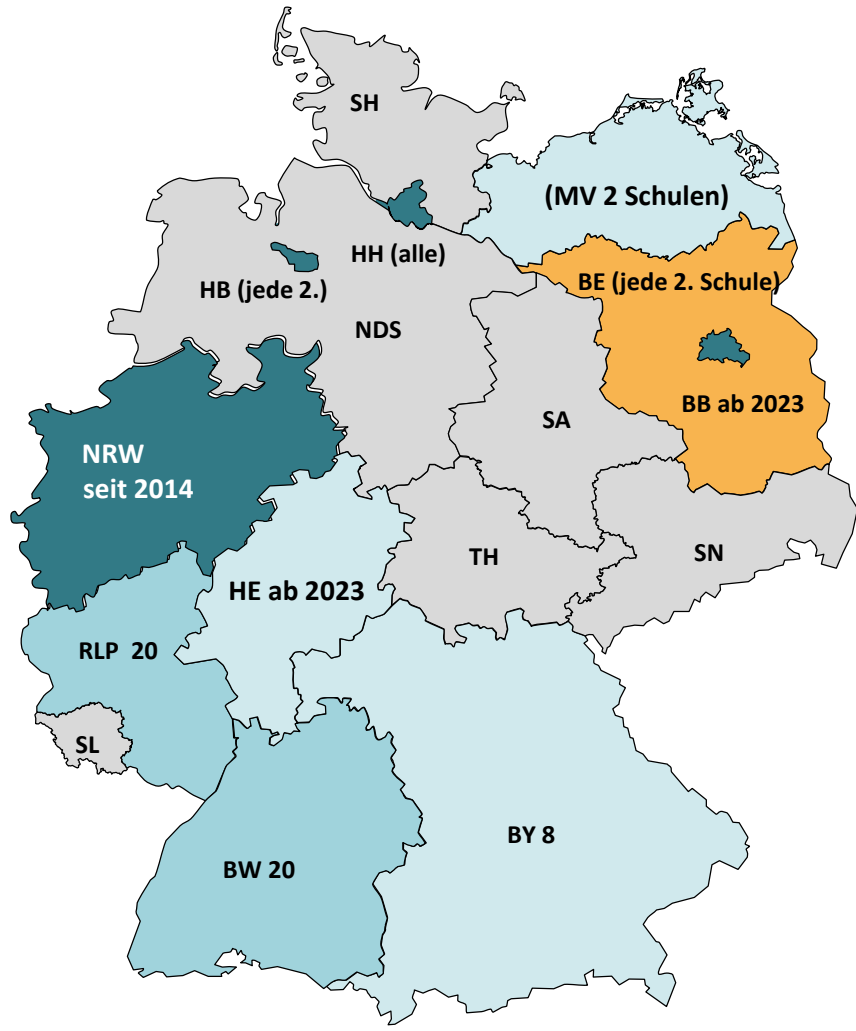 SH
(MV 2 Schulen)
HH (alle)
BE (jede 2. Schule)
HB (jede 2.)
NDS
BB ab 2023
SA
NRW
seit 2014
SN
TH
HE ab 2023
RLP 20
SL
BY 8
BW 20